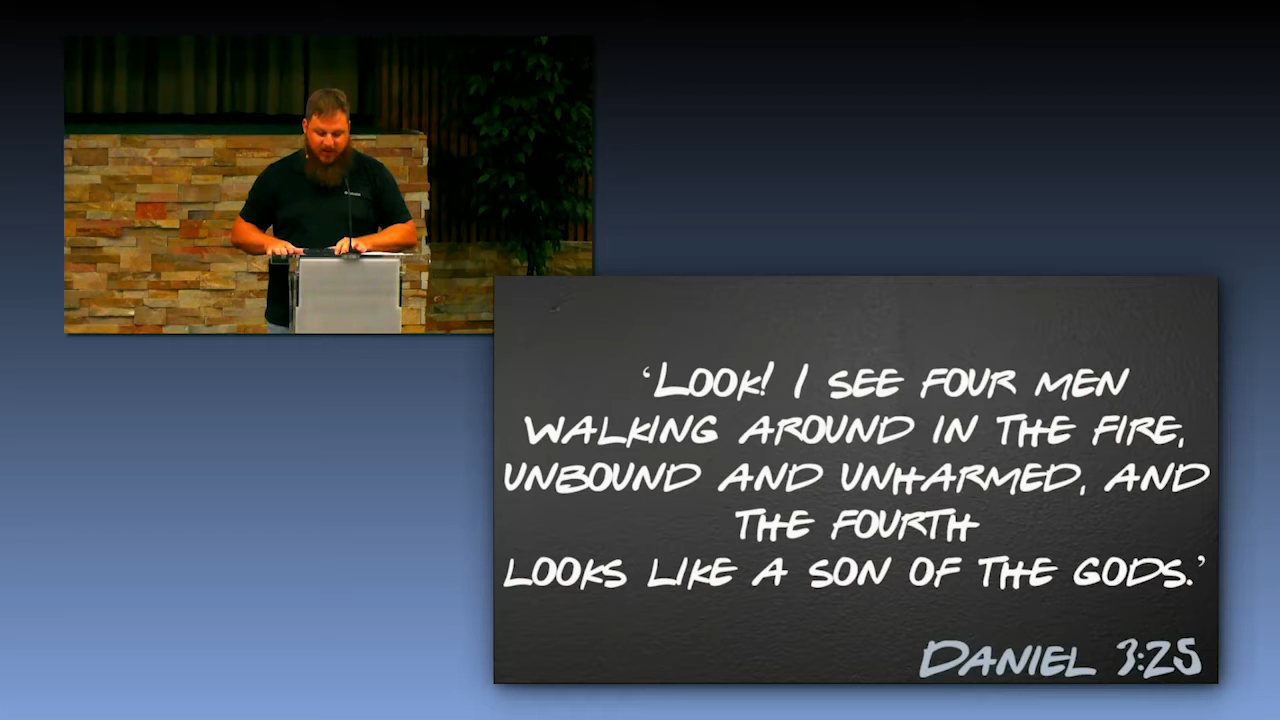 ‘LOOK! I SEE FOUR MEN
WALKING AROUND IN THE FIRE,
UNBOUND AND UNHARMED, AND
THE FOURTH
LOOKS LIKE A SON OF THE GODS.’
DANIEL 3:25